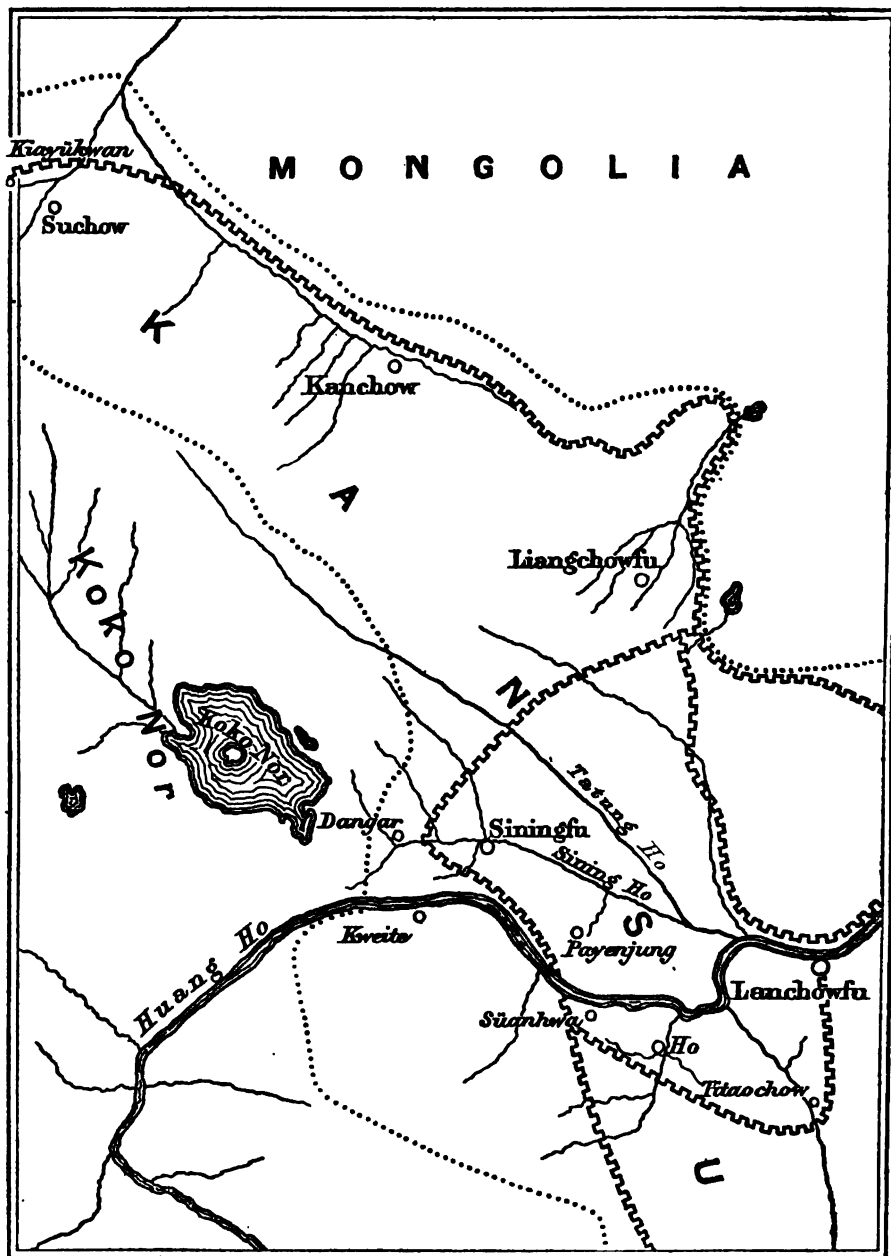 MONGOLIA
Kiayükwan
Suchow
Kanchow
KANSU
Liangchowfu
Koko Nor
Koko-Nor
Tatung Ho
Dangar
Siningfu
Sining Ho
Huang Ho
Kweite
Payenjung
Lanchowfu
Süanhwa
Ho
Titaochow